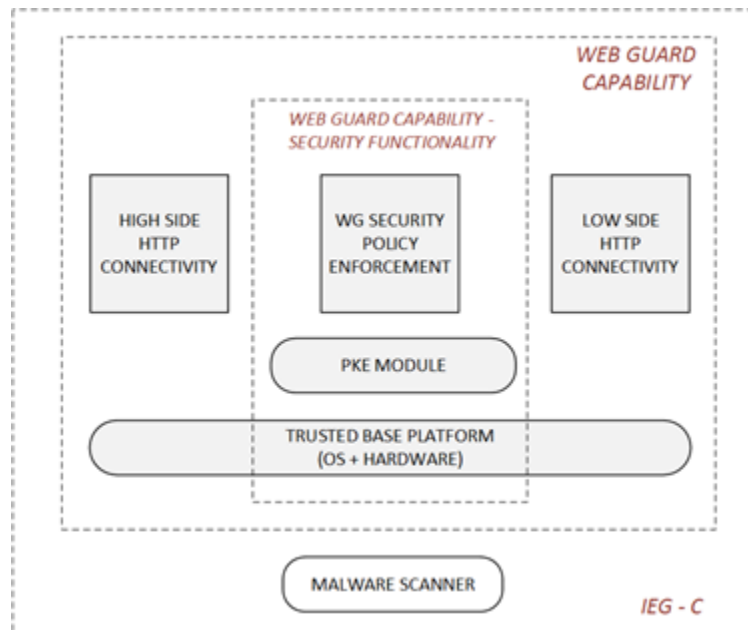 WEB GUARD
CAPABILITY
WEB GUARD CAPABILITY -
SECURITY FUNCTIONALITY
HIGH SIDE
HTTP
CONNECTIVITY
WG SECURITY
POLICY
ENFORCEMENT
LOW SIDE
HTTP
CONNECTIVITY
PKE MODULE
TRUSTED BASE PLATFORM
(OS + HARDWARE)
MALWARE SCANNER
IEG - C